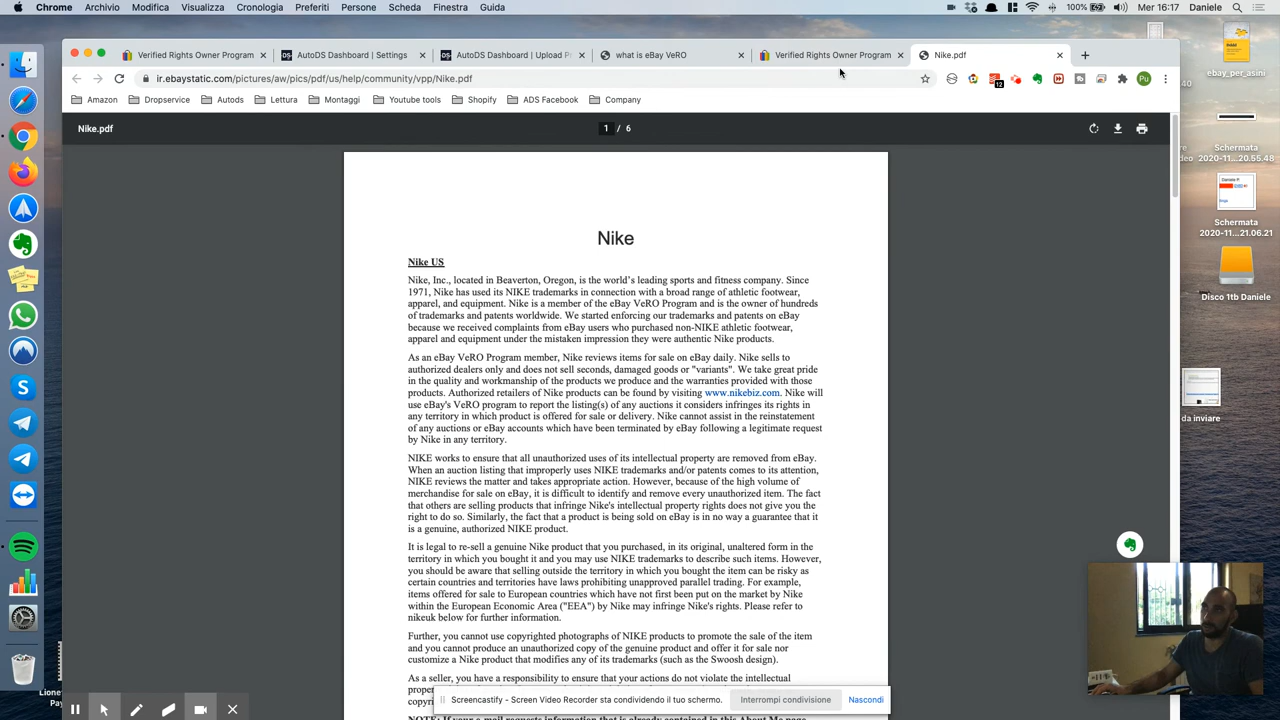 Chrome Archivio Modifica Visualizza Cronologia Preferiti Persone Scheda Finestra Guida
100% Mer 16:17
Verified Rights Owner Program
AutoDS Dashboard | Settings
AutoDS Dashboard | Upload P
what is eBay VeRO
Verified Rights Owner Program
Nike.pdf
ir.ebaystatic.com/pictures/aw/pics/pdf/us/help/community/vpp/Nike.pdf
12
Pu
Amazon Dropservice Autods Lettura Montaggi Youtube tools Shopify ADS Facebook Company
Nike.pdf
1 / 6
Nike
Nike US
Nike, Inc., located in Beaverton, Oregon, is the world's leading sports and fitness company. Since
1971, Nike has used its NIKE trademarks in connection with a broad range of athletic footwear,
apparel, and equipment. Nike is a member of the eBay VeRO Program and is the owner of hundreds
of trademarks and patents worldwide. We started enforcing our trademarks and patents on eBay
because we received complaints from eBay users who purchased non-NIKE athletic footwear,
apparel and equipment under the mistaken impression they were authentic Nike products.
As an eBay VeRO Program member, Nike reviews items for sale on eBay daily. Nike sells to
authorized dealers only and does not sell seconds, damaged goods or "variants". We take great pride
in the quality and workmanship of the products we produce and the warranties provided with those
products. Authorized retailers of Nike products can be found by visiting www.nikebiz.com. Nike will
use eBay's VeRO program to report the listing(s) of any auctions it considers infringes its rights in
any territory in which product is offered for sale or delivery. Nike cannot assist in the reinstatement
of any auctions or eBay accounts which have been terminated by eBay following a legitimate request
by Nike in any territory.
NIKE works to ensure that all unauthorized uses of its intellectual property are removed from eBay.
When an auction listing that improperly uses NIKE trademarks and/or patents comes to its attention,
NIKE reviews the matter and takes appropriate action. However, because of the high volume of
merchandise for sale on eBay, it is difficult to identify and remove every unauthorized item. The fact
that others are selling products that infringe Nike's intellectual property rights does not give you the
right to do so. Similarly, the fact that a product is being sold on eBay is in no way a guarantee that it
is a genuine, authorized NIKE product.
It is legal to re-sell a genuine Nike product that you purchased, in its original, unaltered form in the
territory in which you bought it and you may use NIKE trademarks to describe such items. However,
you should be aware that selling outside the territory in which you bought the item can be risky as
certain countries and territories have laws prohibiting unapproved parallel trading. For example,
items offered for sale to European countries which have not first been put on the market by Nike
within the European Economic Area ("EEA") by Nike may infringe Nike's rights. Please refer to
nikeuk below for further information.
Further, you cannot use copyrighted photographs of NIKE products to promote the sale of the item
and you cannot produce an unauthorized copy of the genuine product and offer it for sale nor
customize a Nike product that modifies any of its trademarks (such as the Swoosh design).
As a seller, you have a responsibility to ensure that your actions do not violate the intellectual
Screencastify - Screen Video Recorder sta condividendo il tuo schermo.
Interrompi condivisione
Nascondi
ebay_per_asini
40
Schermata
2020-11...20.55.48
Daniele P.
Schermata
2020-11...21.06.21
Disco 1tb Daniele
da inviare